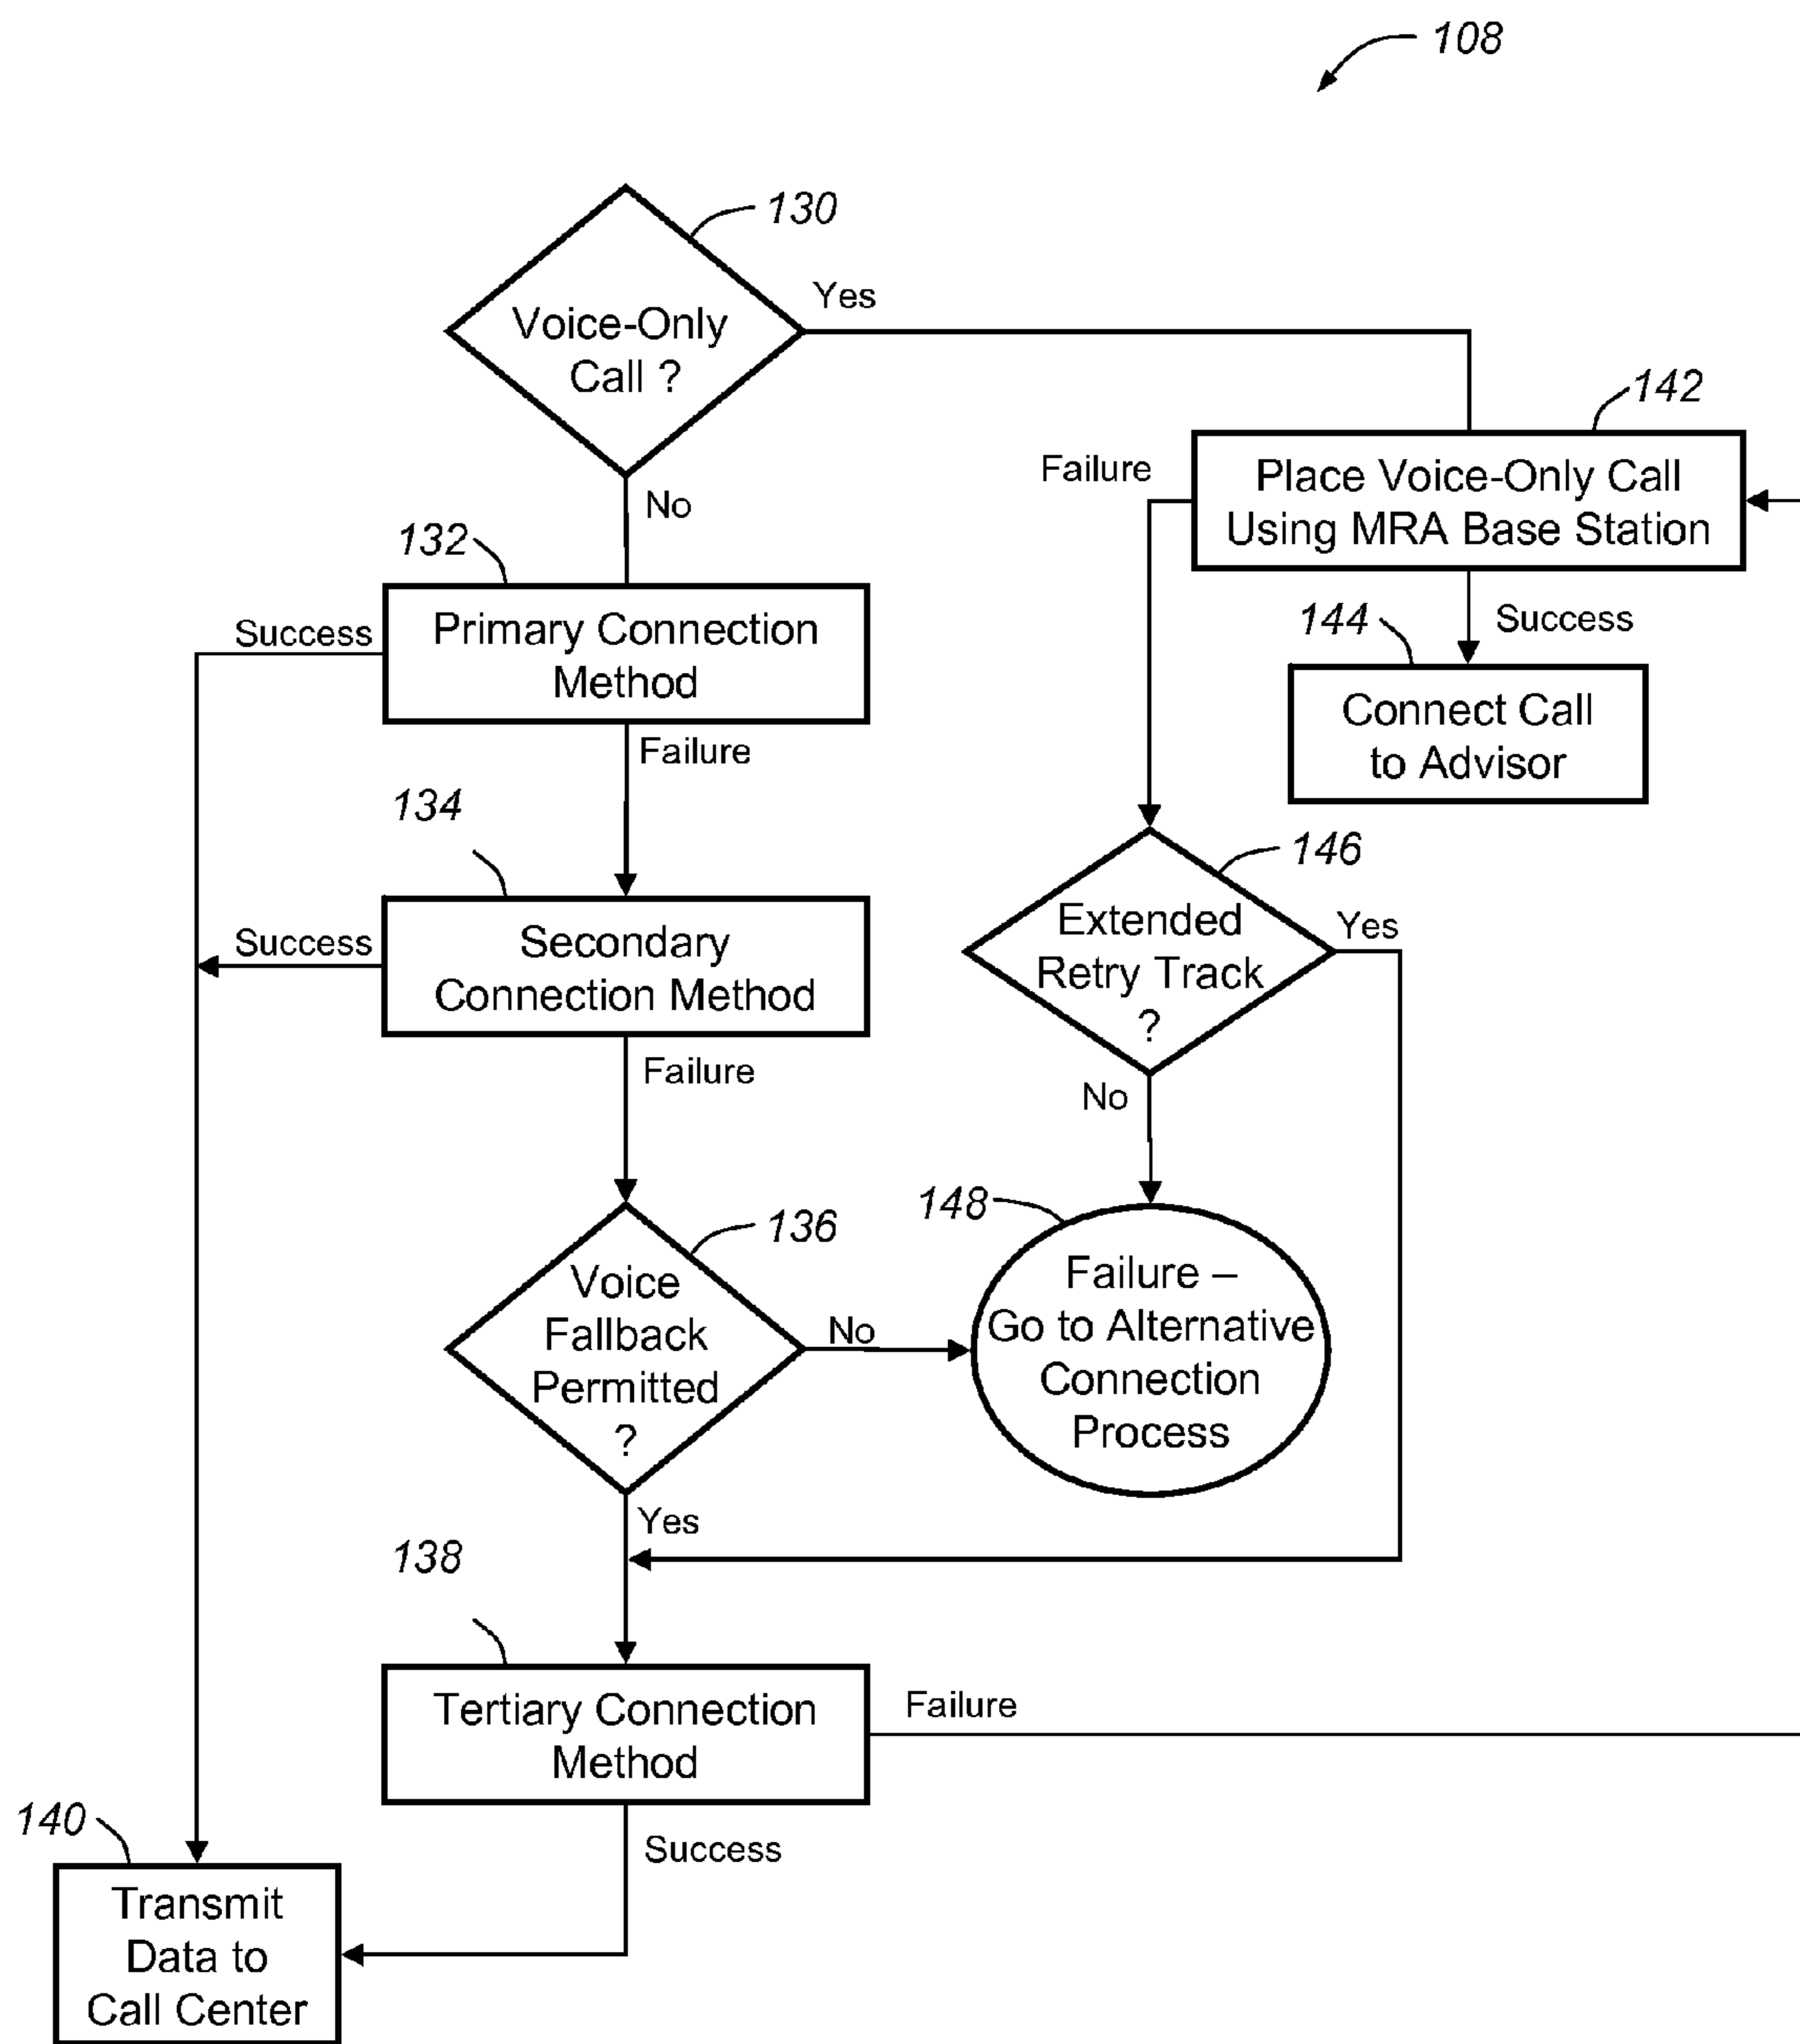 108
130
Voice-Only
Call ?
Yes
No
142
Place Voice-Only Call
Using MRA Base Station
Failure
Success
144
Connect Call
to Advisor
132
Primary Connection
Method
Success
Failure
134
Secondary
Connection Method
Success
Failure
146
Extended
Retry Track
?
Yes
No
136
Voice
Fallback
Permitted
?
No
Yes
148
Failure –
Go to Alternative
Connection
Process
138
Tertiary Connection
Method
Failure
Success
140
Transmit
Data to
Call Center